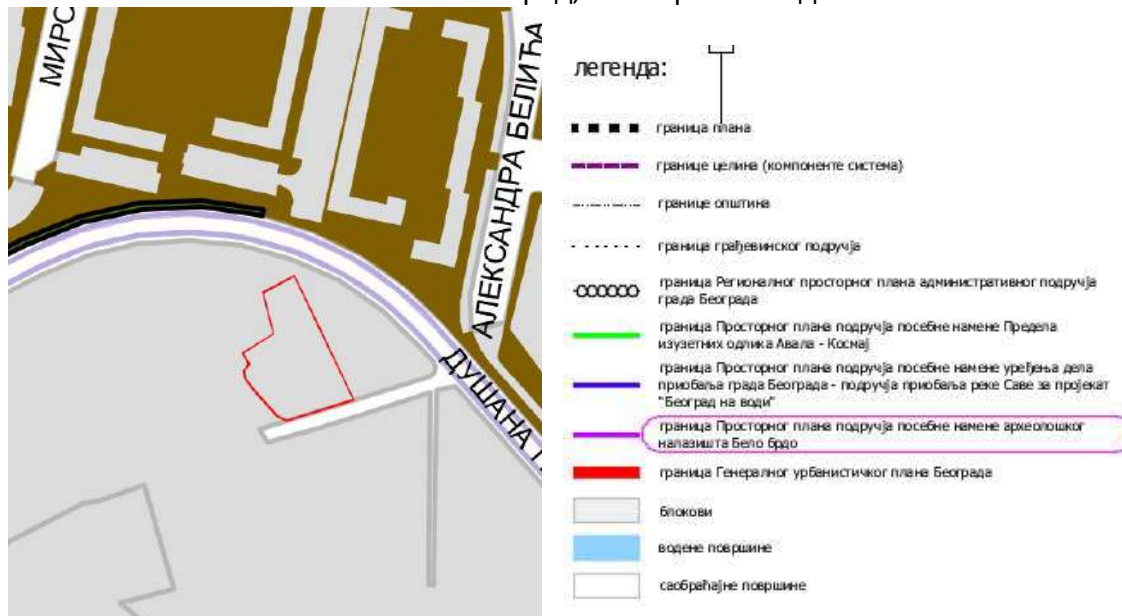 МИРО
АЛЕКСАНДРА БЕЛИЋА
ДУШАНА
легенда:
граница плана
границе целина (компоненте система)
границе општина
граница грађевинског подручја
граница Регионалног просторног плана административног подручја
града Београда
граница Просторног плана подручја посебне намене Предела
изузетних одлика Авала - Космај
граница Просторног плана подручја посебне намене уређења дела
приобаља града Београда - подручја приобаља реке Саве за пројекат
"Београд на води"
граница Просторног плана подручја посебне намене археолошког
налазишта Бело брдо
граница Генералног урбанистичког плана Београда
блокови
водене површине
саобраћајне површине